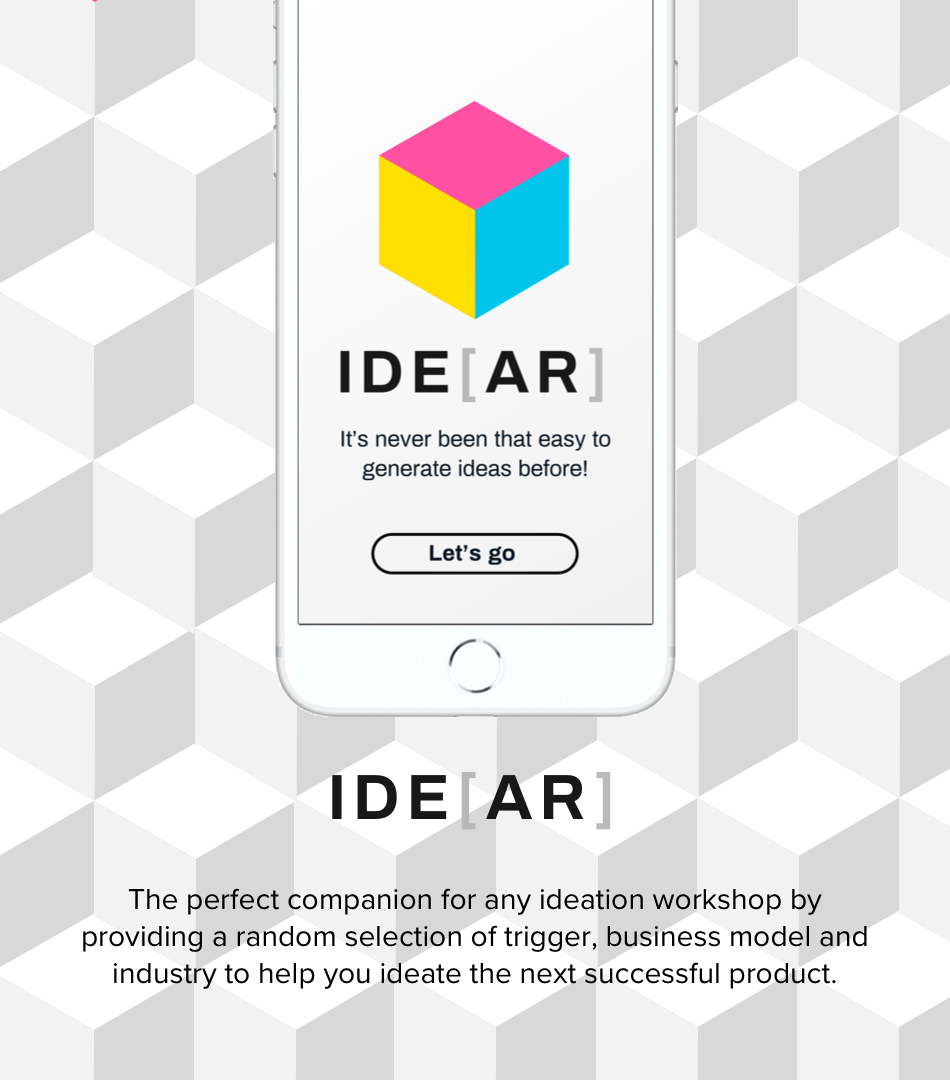 IDE[AR]
It’s never been that easy to
generate ideas before!
Let’s go
IDE[AR]
The perfect companion for any ideation workshop by
providing a random selection of trigger, business model and
industry to help you ideate the next successful product.